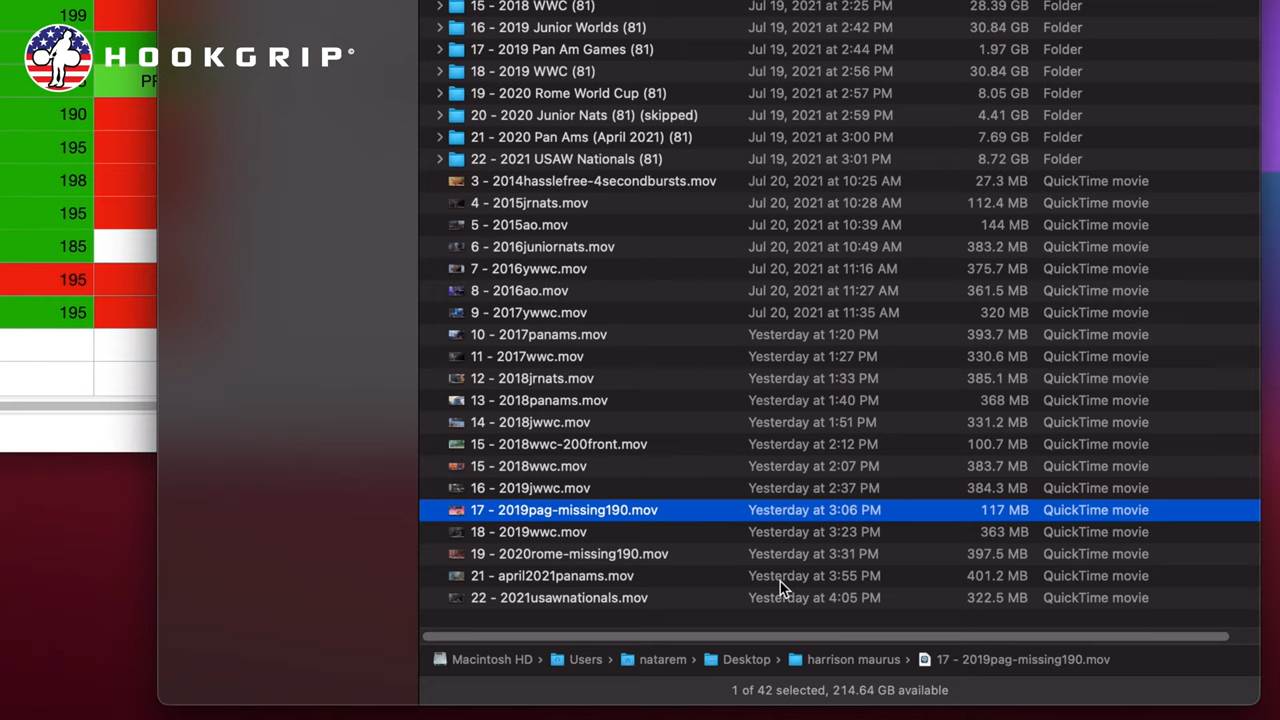 HOOKGRIP
199
PR
190
195
198
195
185
195
195
15 - 2018 WWC (81) Jul 19, 2021 at 2:25 PM 28.39 GB Folder
16 - 2019 Junior Worlds (81) Jul 19, 2021 at 2:42 PM 30.84 GB Folder
17 - 2019 Pan Am Games (81) Jul 19, 2021 at 2:44 PM 1.97 GB Folder
18 - 2019 WWC (81) Jul 19, 2021 at 2:56 PM 30.84 GB Folder
19 - 2020 Rome World Cup (81) Jul 19, 2021 at 2:57 PM 8.05 GB Folder
20 - 2020 Junior Nats (81) (skipped) Jul 19, 2021 at 2:59 PM 4.41 GB Folder
21 - 2020 Pan Ams (April 2021) (81) Jul 19, 2021 at 3:00 PM 7.69 GB Folder
22 - 2021 USAW Nationals (81) Jul 19, 2021 at 3:01 PM 8.72 GB Folder
3 - 2014hasslefree-4secondbursts.mov Jul 20, 2021 at 10:25 AM 27.3 MB QuickTime movie
4 - 2015jrnats.mov Jul 20, 2021 at 10:28 AM 112.4 MB QuickTime movie
5 - 2015ao.mov Jul 20, 2021 at 10:39 AM 144 MB QuickTime movie
6 - 2016juniornats.mov Jul 20, 2021 at 10:49 AM 383.2 MB QuickTime movie
7 - 2016ywwc.mov Jul 20, 2021 at 11:16 AM 375.7 MB QuickTime movie
8 - 2016ao.mov Jul 20, 2021 at 11:27 AM 361.5 MB QuickTime movie
9 - 2017ywwc.mov Jul 20, 2021 at 11:35 AM 320 MB QuickTime movie
10 - 2017panams.mov Yesterday at 1:20 PM 393.7 MB QuickTime movie
11 - 2017wwc.mov Yesterday at 1:27 PM 330.6 MB QuickTime movie
12 - 2018jrnats.mov Yesterday at 1:33 PM 385.1 MB QuickTime movie
13 - 2018panams.mov Yesterday at 1:40 PM 368 MB QuickTime movie
14 - 2018jwwc.mov Yesterday at 1:51 PM 331.2 MB QuickTime movie
15 - 2018wwc-200front.mov Yesterday at 2:12 PM 100.7 MB QuickTime movie
15 - 2018wwc.mov Yesterday at 2:07 PM 383.7 MB QuickTime movie
16 - 2019jwwc.mov Yesterday at 2:37 PM 384.3 MB QuickTime movie
17 - 2019pag-missing190.mov Yesterday at 3:06 PM 117 MB QuickTime movie
18 - 2019wwc.mov Yesterday at 3:23 PM 363 MB QuickTime movie
19 - 2020rome-missing190.mov Yesterday at 3:31 PM 397.5 MB QuickTime movie
21 - april2021panams.mov Yesterday at 3:55 PM 401.2 MB QuickTime movie
22 - 2021usawnationals.mov Yesterday at 4:05 PM 322.5 MB QuickTime movie
Macintosh HD › Users › natarem › Desktop › harrison maurus › 17 - 2019pag-missing190.mov
1 of 42 selected, 214.64 GB available